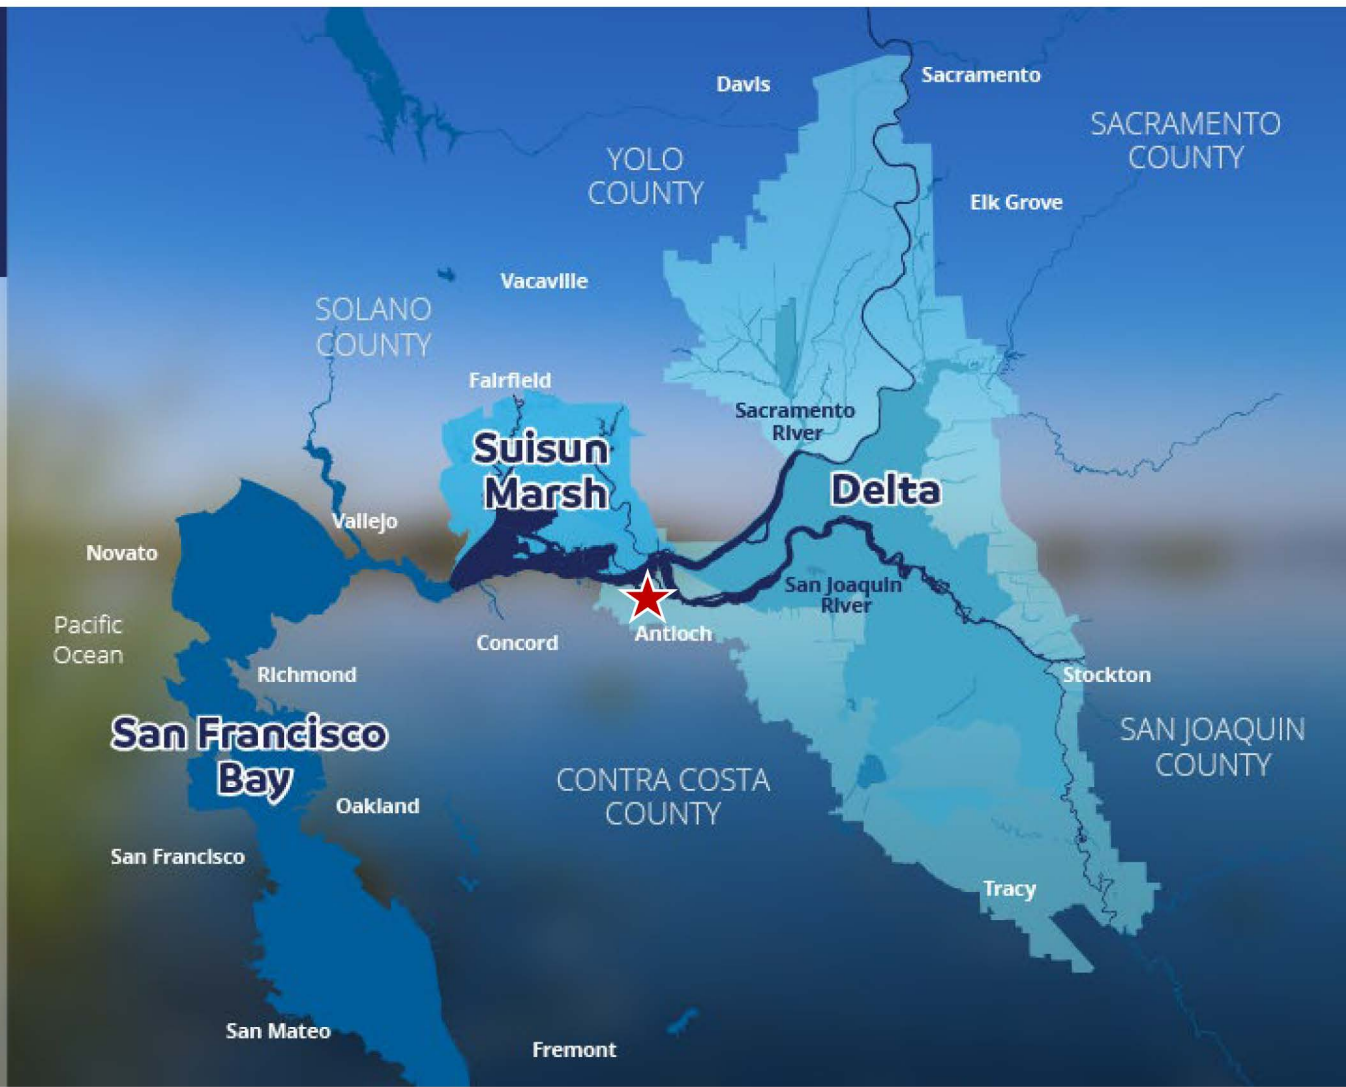 Davis
Sacramento
SACRAMENTO
COUNTY
YOLO
COUNTY
Elk Grove
Vacaville
SOLANO
COUNTY
Fairfield
Sacramento
River
Suisun
Marsh
Delta
Vallejo
Novato
San Joaquin
River
Pacific
Ocean
Concord
Antioch
Richmond
Stockton
San Francisco
Bay
SAN JOAQUIN
COUNTY
CONTRA COSTA
COUNTY
Oakland
San Francisco
Tracy
San Mateo
Fremont